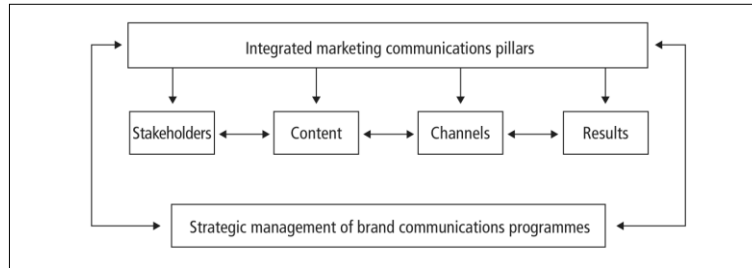 Integrated marketing communications pillars
Stakeholders
Content
Channels
Results
Strategic management of brand communications programmes